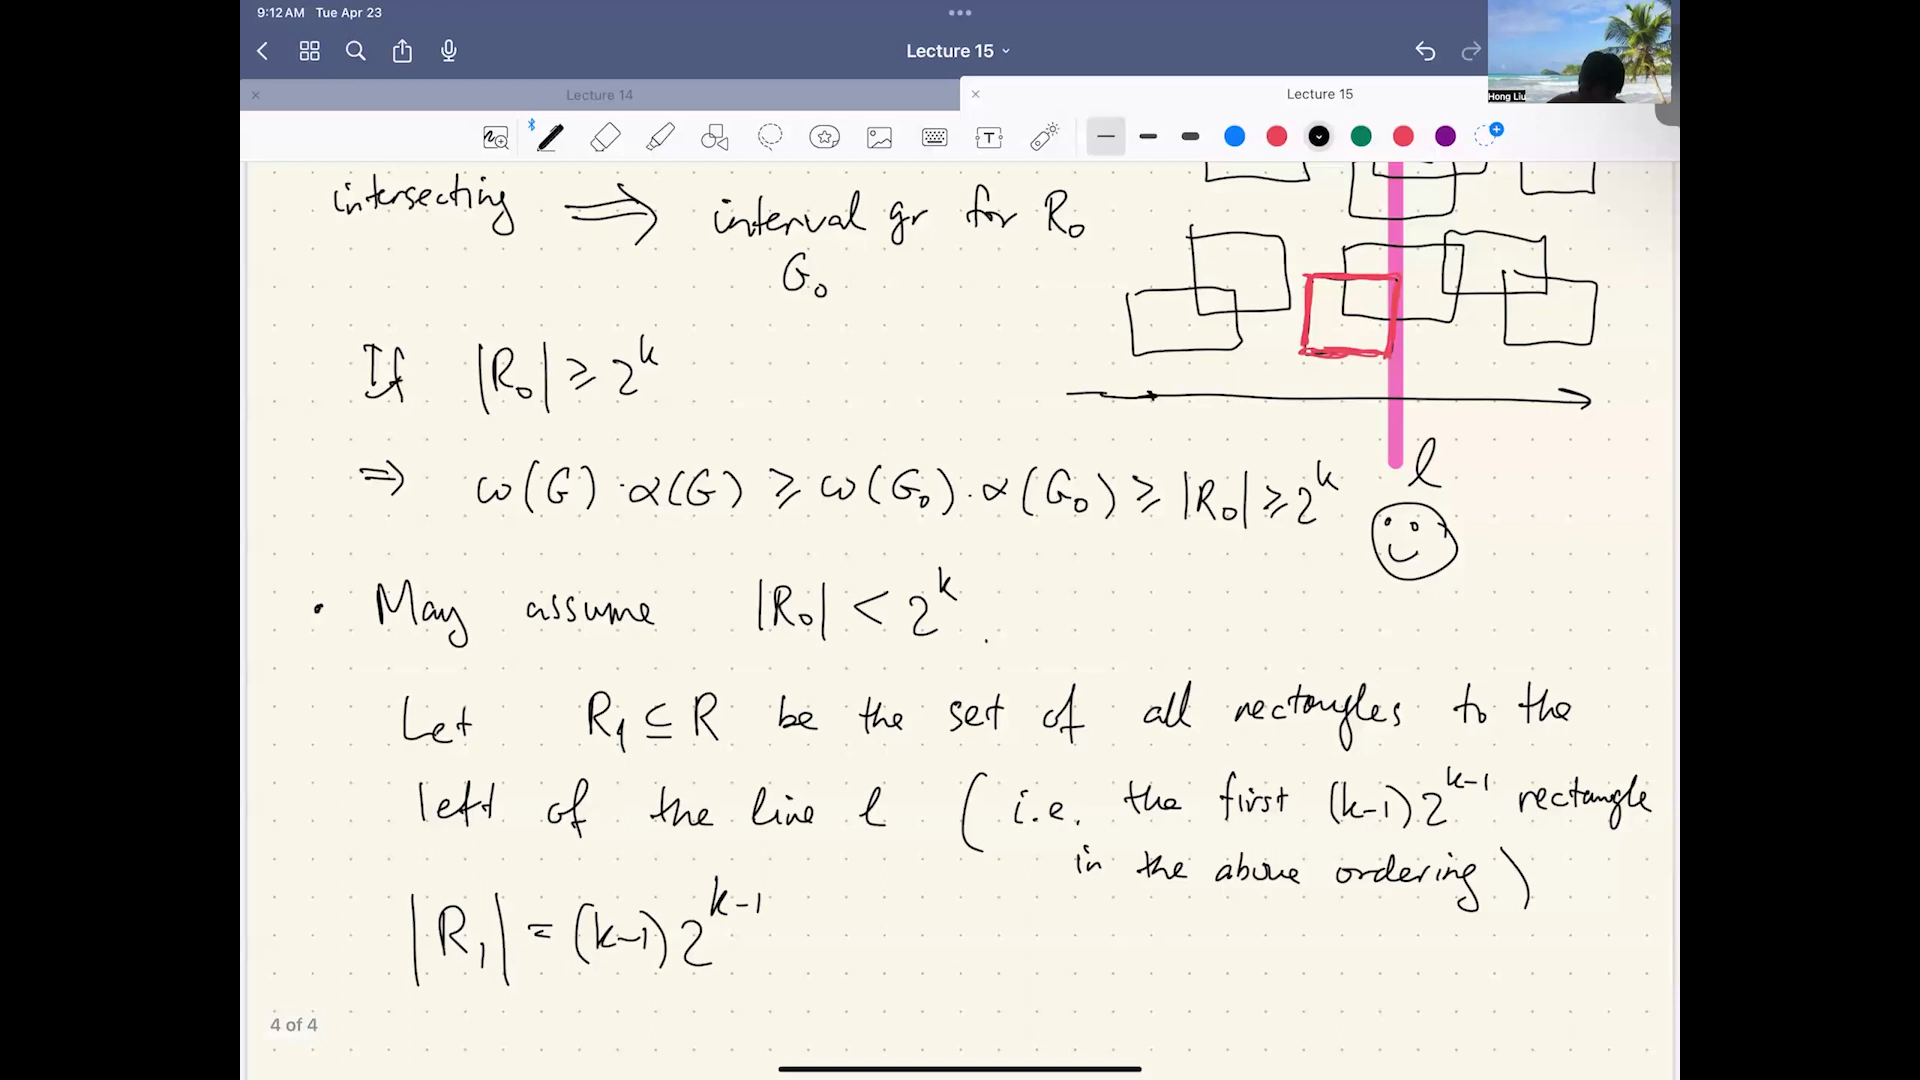 9:12 AM Tue Apr 23
Lecture 15
Lecture 14
Lecture 15
Hong Liu
intersecting ⟹ interval gr for R₀
G₀
If |R₀| ≥ 2^k
⇒ ω(G)·α(G) ≥ ω(G₀)·α(G₀) ≥ |R₀| ≥ 2^k
l
• May assume |R₀| < 2^k.
Let R₁ ⊆ R be the set of all rectangles to the
left of the line l (i.e. the first (k-1)2^{k-1} rectangle
in the above ordering)
|R₁| = (k-1)2^{k-1}
4 of 4